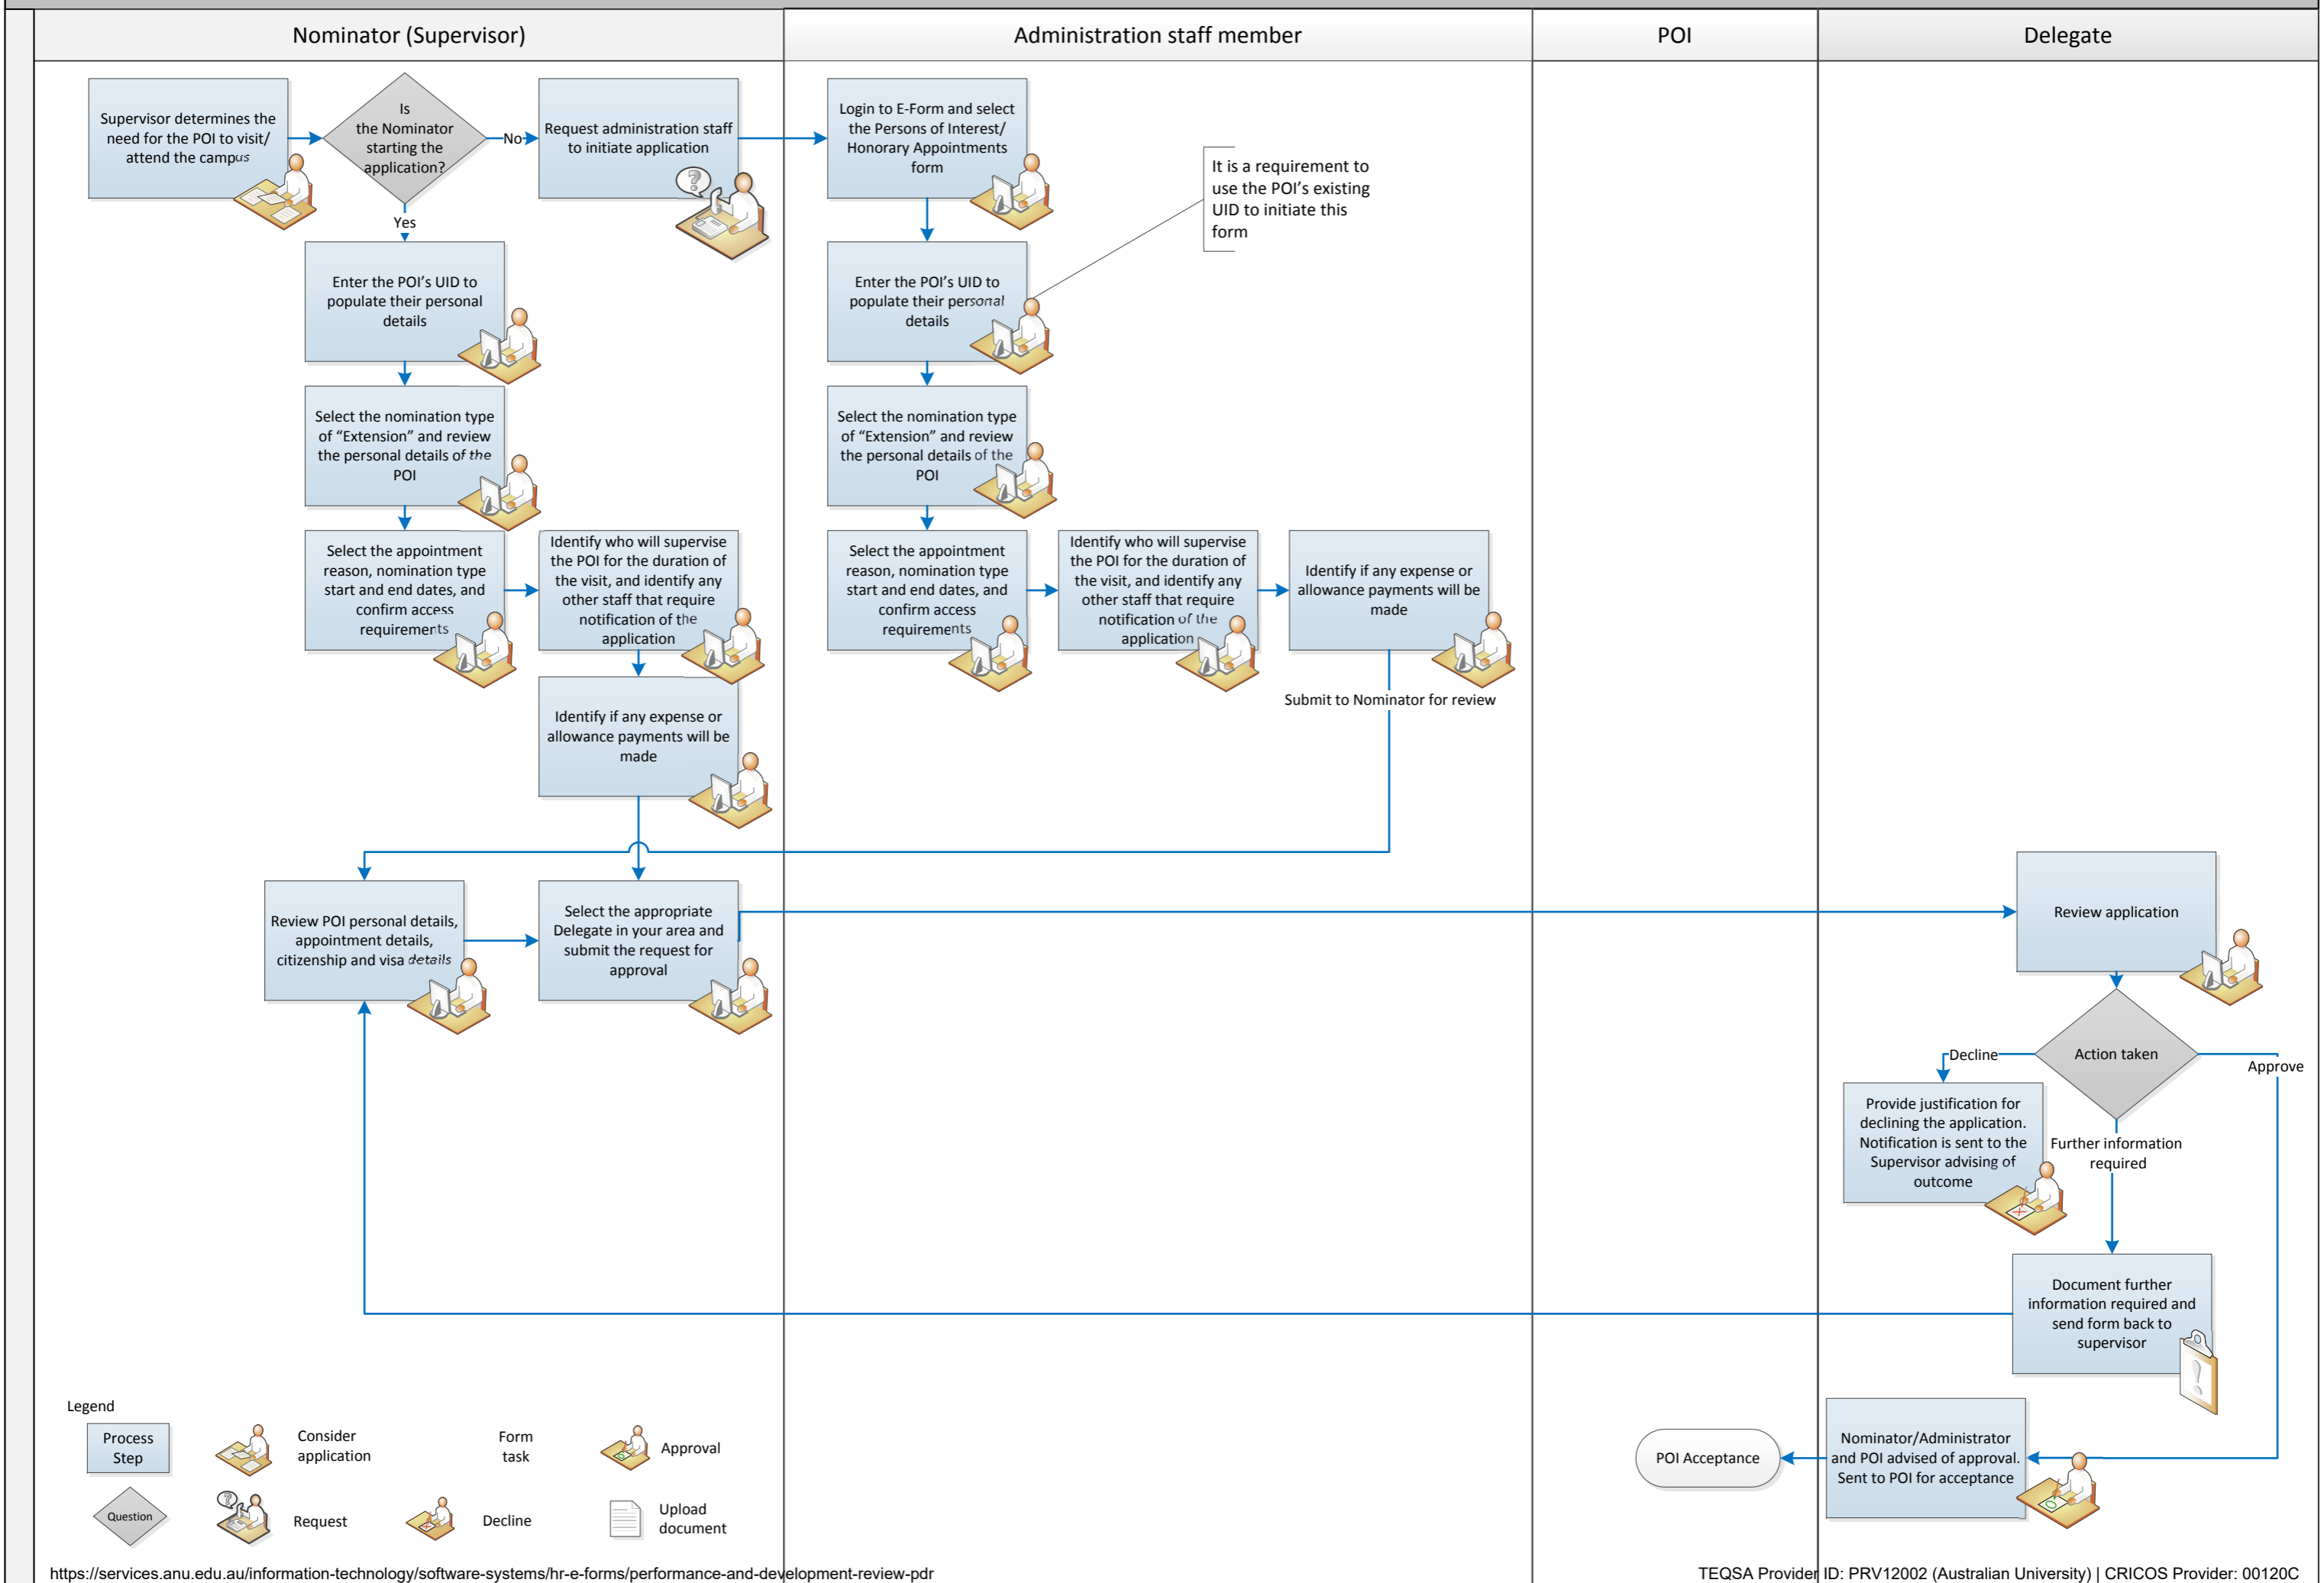 Nominator (Supervisor)
Administration staff member
POI
Delegate
Supervisor determines the
need for the POI to visit/
attend the campus
Is
the Nominator
starting the
application?
No
Yes
Request administration staff
to initiate application
Enter the POI's UID to
populate their personal
details
Select the nomination type
of “Extension” and review
the personal details of the
POI
Select the appointment
reason, nomination type
start and end dates, and
confirm access
requirements
Identify who will supervise
the POI for the duration of
the visit, and identify any
other staff that require
notification of the
application
Identify if any expense or
allowance payments will be
made
Review POI personal details,
appointment details,
citizenship and visa details
Select the appropriate
Delegate in your area and
submit the request for
approval
Login to E-Form and select
the Persons of Interest/
Honorary Appointments
form
It is a requirement to
use the POI's existing
UID to initiate this
form
Enter the POI's UID to
populate their personal
details
Select the nomination type
of “Extension” and review
the personal details of the
POI
Select the appointment
reason, nomination type
start and end dates, and
confirm access
requirements
Identify who will supervise
the POI for the duration of
the visit, and identify any
other staff that require
notification of the
application
Identify if any expense or
allowance payments will be
made
Submit to Nominator for review
Review application
Action taken
Decline
Approve
Provide justification for
declining the application.
Notification is sent to the
Supervisor advising of
outcome
Further information
required
Document further
information required and
send form back to
supervisor
Nominator/Administrator
and POI advised of approval.
Sent to POI for acceptance
POI Acceptance
Legend
Process
Step
Consider
application
Form
task
Approval
Question
Request
Decline
Upload
document
https://services.anu.edu.au/information-technology/software-systems/hr-e-forms/performance-and-development-review-pdr
TEQSA Provider ID: PRV12002 (Australian University) | CRICOS Provider: 00120C